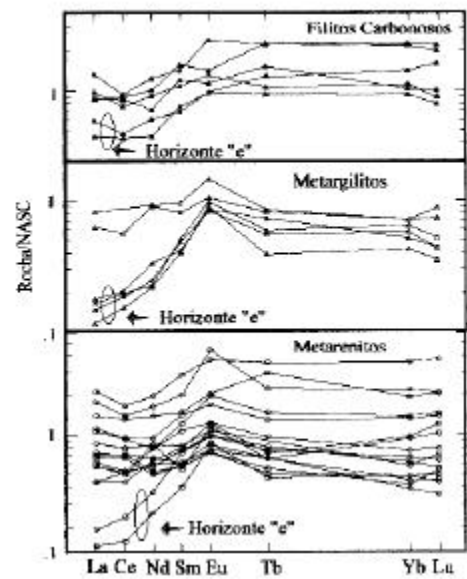 Filitos Carbonosos
1
Horizonte "e"
Metargilitos
1
Rocha/NASC
Horizonte "e"
.1
Metarenitos
1
Horizonte "e"
.1
La Ce Nd Sm Eu Tb Yb Lu